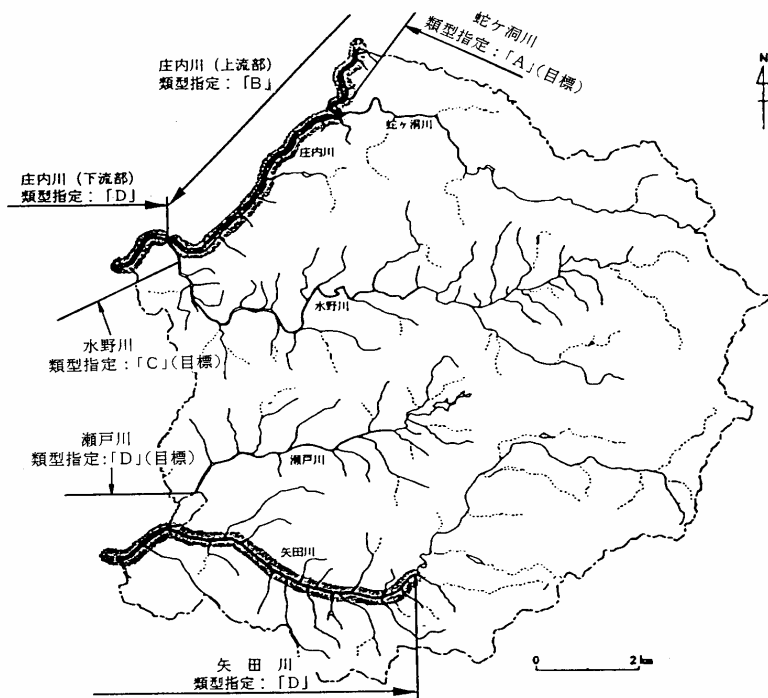 蛇ケ洞川
類型指定：「A」(目標)
庄内川（上流部）
類型指定：「B」
N
蛇ヶ洞川
庄内川
庄内川（下流部）
類型指定：「D」
水野川
水野川
類型指定：「C」(目標)
瀬戸川
類型指定：「D」(目標)
瀬戸川
矢田川
矢田川
類型指定：「D」
0 2km